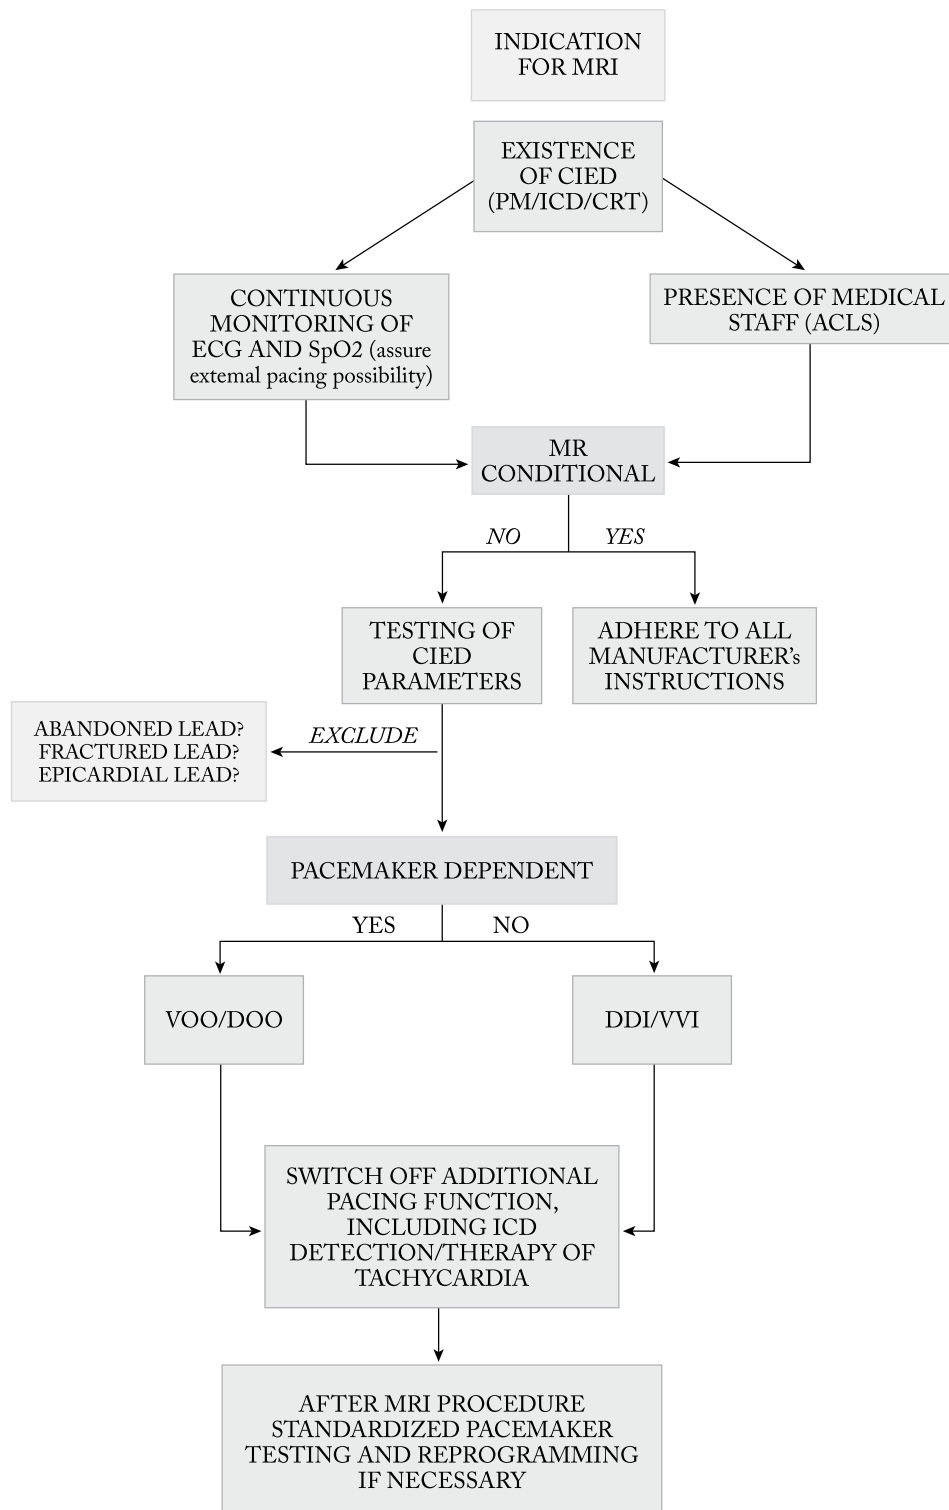 INDICATION
FOR MRI
EXISTENCE
OF CIED
(PM/ICD/CRT)
CONTINUOUS
MONITORING OF
ECG AND SpO2 (assure
extemal pacing possibility)
PRESENCE OF MEDICAL
STAFF (ACLS)
MR
CONDITIONAL
NO
YES
TESTING OF
CIED
PARAMETERS
ADHERE TO ALL
MANUFACTURER's
INSTRUCTIONS
EXCLUDE
ABANDONED LEAD?
FRACTURED LEAD?
EPICARDIAL LEAD?
PACEMAKER DEPENDENT
YES
NO
VOO/DOO
DDI/VVI
SWITCH OFF ADDITIONAL
PACING FUNCTION,
INCLUDING ICD
DETECTION/THERAPY OF
TACHYCARDIA
AFTER MRI PROCEDURE
STANDARDIZED PACEMAKER
TESTING AND REPROGRAMMING
IF NECESSARY